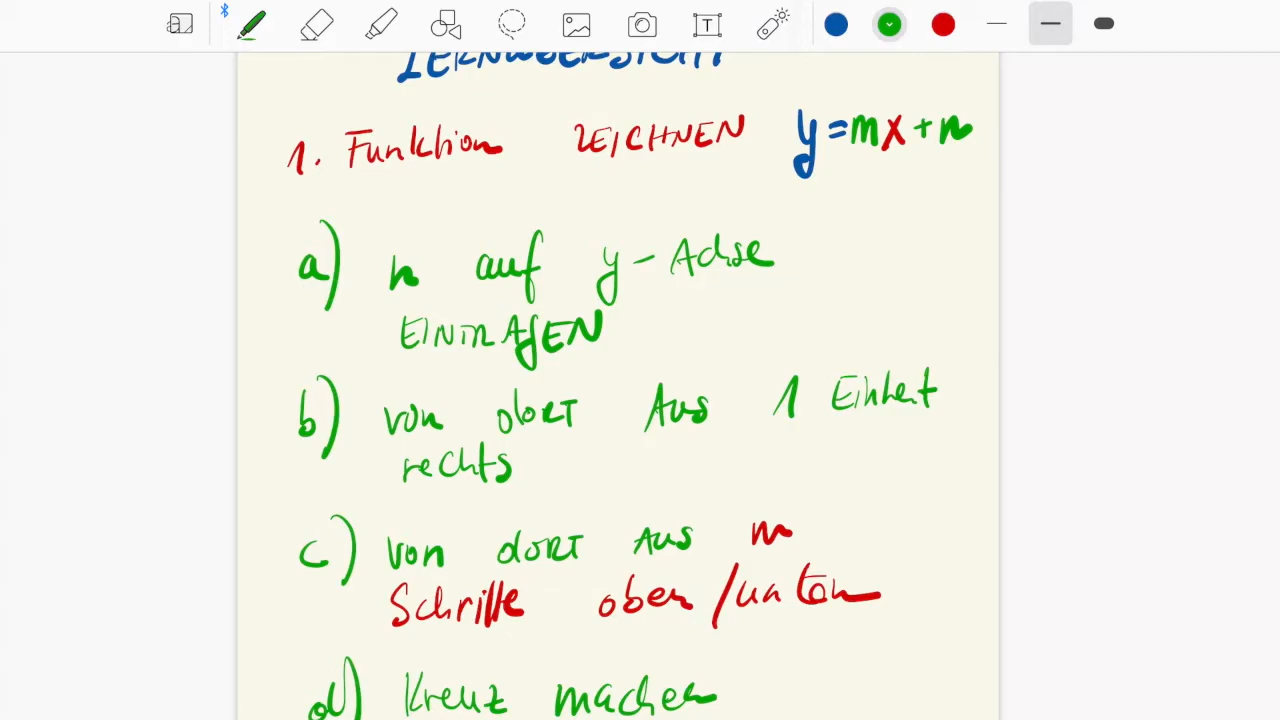 LERNÜBERSICHT
1. Funktion ZEICHNEN y=mx+n
a) n auf y-Achse
EINTRAGEN
b) von dort Aus 1 Einheit
rechts
c) von dort Aus m
Schritte oben/unten
d) Kreuz machen